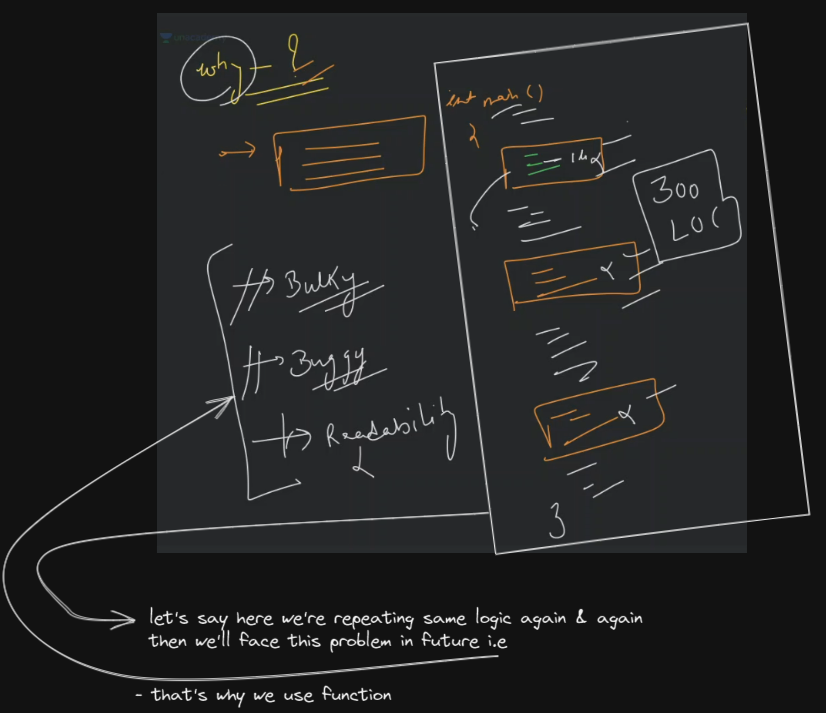 why - ?
int main ()
{
300
LOC
Bulky
Buggy
Readability
}
let's say here we're repeating same logic again & again
then we'll face this problem in future i.e
- that's why we use function